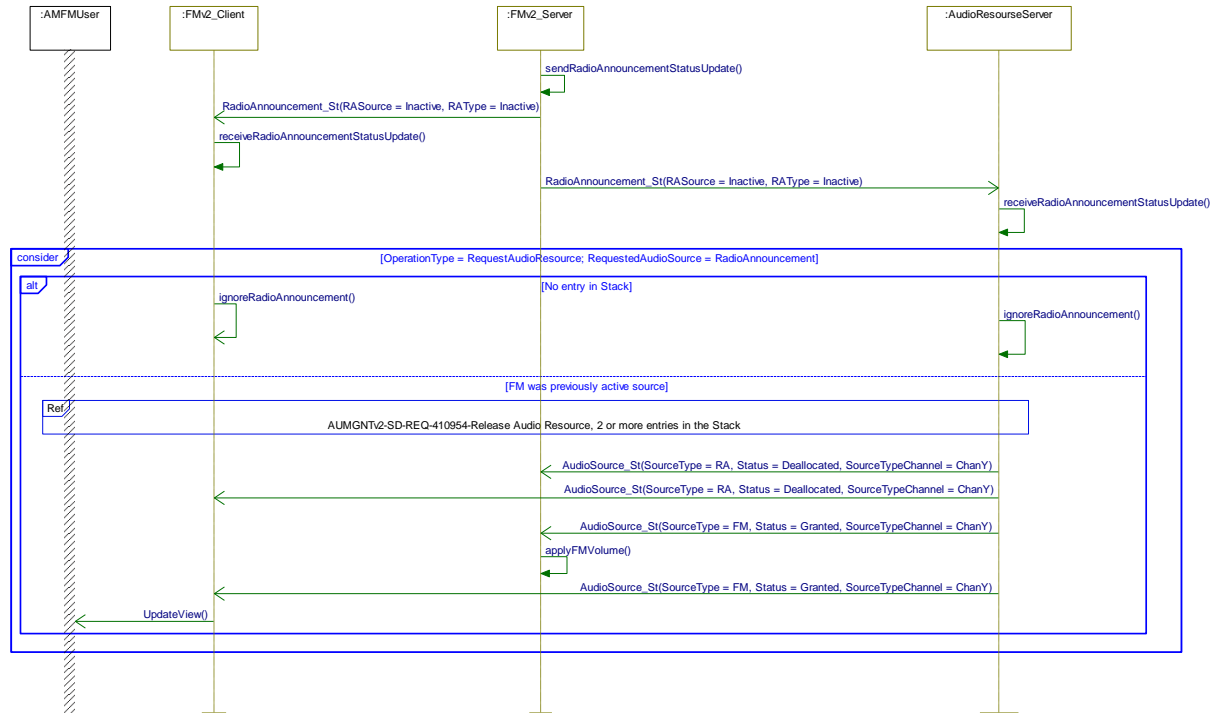 :AMFMUser
:FMv2_Client
:FMv2_Server
:AudioResourseServer
sendRadioAnnouncementStatusUpdate()
RadioAnnouncement_St(RASource = Inactive, RAType = Inactive)
receiveRadioAnnouncementStatusUpdate()
RadioAnnouncement_St(RASource = Inactive, RAType = Inactive)
receiveRadioAnnouncementStatusUpdate()
consider
[OperationType = RequestAudioResource; RequestedAudioSource = RadioAnnouncement]
alt
[No entry in Stack]
ignoreRadioAnnouncement()
ignoreRadioAnnouncement()
[FM was previously active source]
Ref
AUMGNTv2-SD-REQ-410954-Release Audio Resource, 2 or more entries in the Stack
AudioSource_St(SourceType = RA, Status = Deallocated, SourceTypeChannel = ChanY)
AudioSource_St(SourceType = RA, Status = Deallocated, SourceTypeChannel = ChanY)
AudioSource_St(SourceType = FM, Status = Granted, SourceTypeChannel = ChanY)
applyFMVolume()
AudioSource_St(SourceType = FM, Status = Granted, SourceTypeChannel = ChanY)
UpdateView()